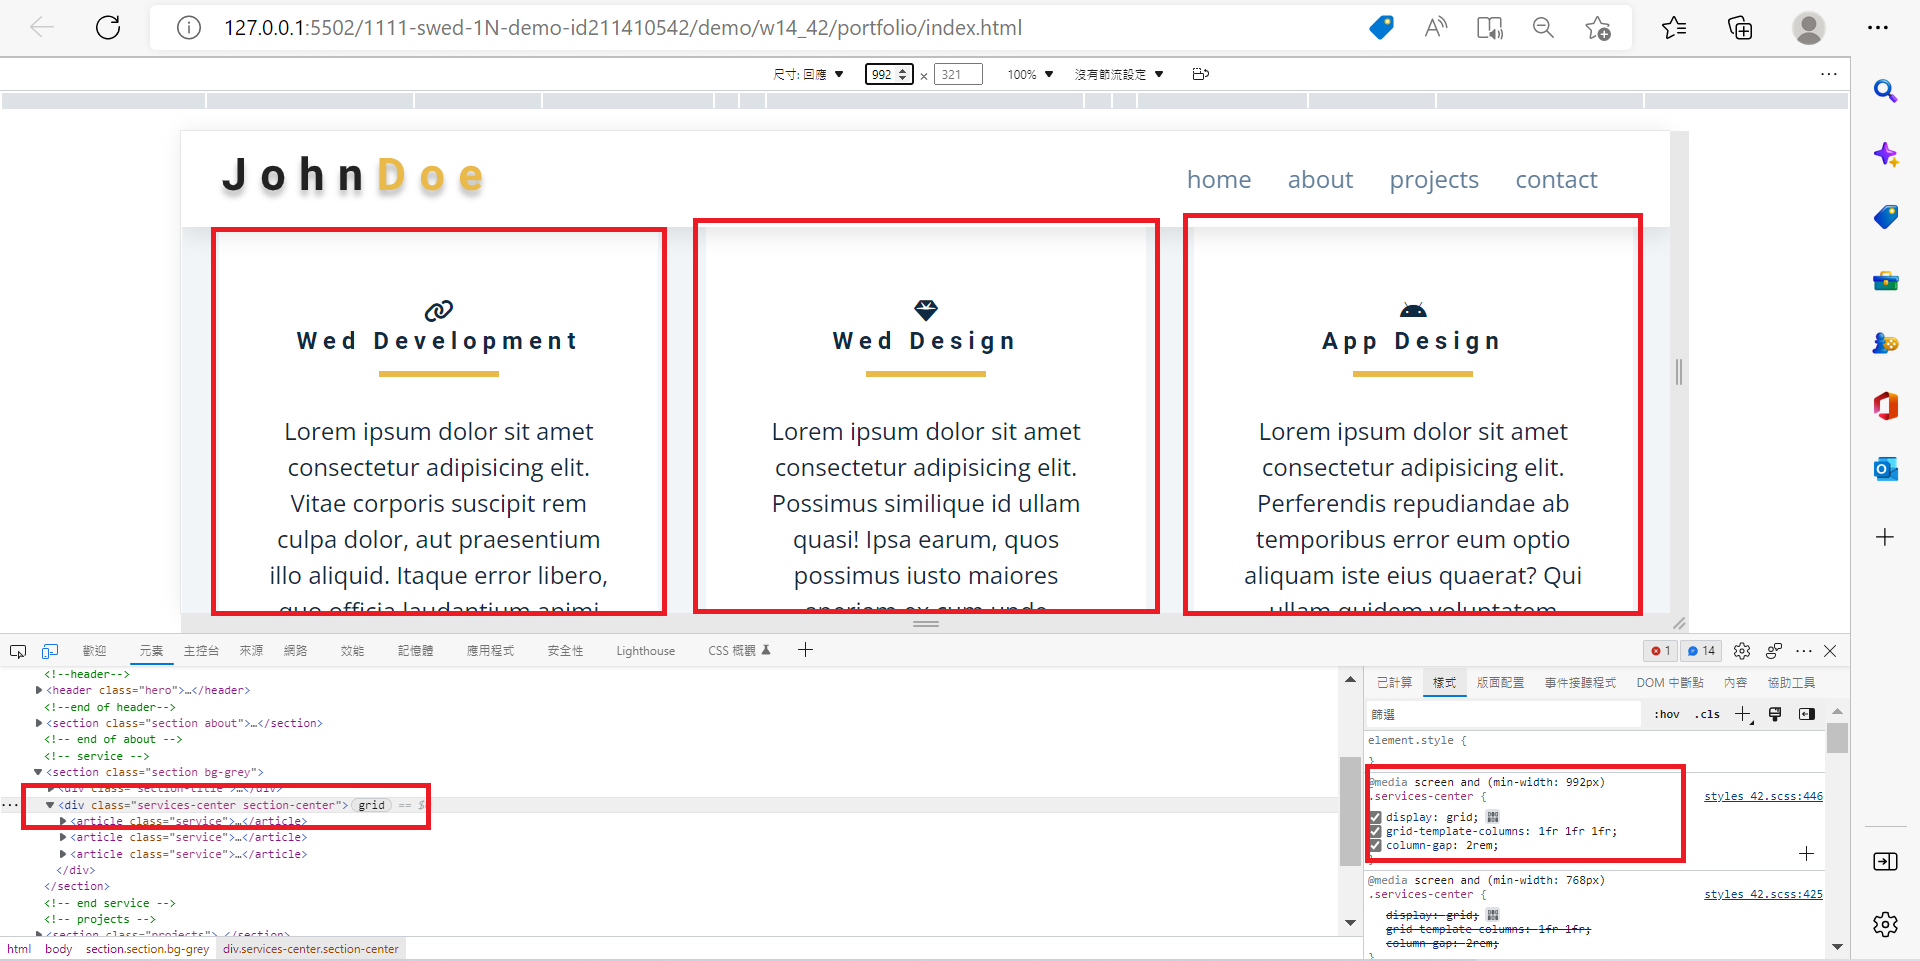 127.0.0.1:5502/1111-swed-1N-demo-id211410542/demo/w14_42/portfolio/index.html
尺寸: 回應 ▼ 992 × 321 100% ▼ 沒有節流設定 ▼
JohnDoe
home about projects contact
Wed Development
Lorem ipsum dolor sit amet
consectetur adipisicing elit.
Vitae corporis suscipit rem
culpa dolor, aut praesentium
illo aliquid. Itaque error libero,
quo officia laudantium animi
Wed Design
Lorem ipsum dolor sit amet
consectetur adipisicing elit.
Possimus similique id ullam
quasi! Ipsa earum, quos
possimus iusto maiores
aperiam ex cum unde
App Design
Lorem ipsum dolor sit amet
consectetur adipisicing elit.
Perferendis repudiandae ab
temporibus error eum optio
aliquam iste eius quaerat? Qui
ullam quidem voluptatem
歡迎 元素 主控台 來源 網路 效能 記憶體 應用程式 安全性 Lighthouse CSS 概觀 1 14
<!--header-->
<header class="hero">…</header>
<!--end of header-->
<section class="section about">…</section>
<!-- end of about -->
<!-- service -->
<section class="section bg-grey">
<div class="section-title">…</div>
<div class="services-center section-center"> grid == $
<article class="service">…</article>
<article class="service">…</article>
<article class="service">…</article>
</div>
</section>
<!-- end service -->
<!-- projects -->
<section class="projects">…</section>
html body section.section.bg-grey div.services-center.section-center
已計算 樣式 版面配置 事件接聽程式 DOM 中斷點 內容 協助工具
篩選 :hov .cls
element.style {
}
@media screen and (min-width: 992px)
.services-center { styles_42.scss:446
display: grid;
grid-template-columns: 1fr 1fr 1fr;
column-gap: 2rem;
}
@media screen and (min-width: 768px)
.services-center { styles_42.scss:425
display: grid;
grid-template-columns: 1fr 1fr;
column-gap: 2rem;
}